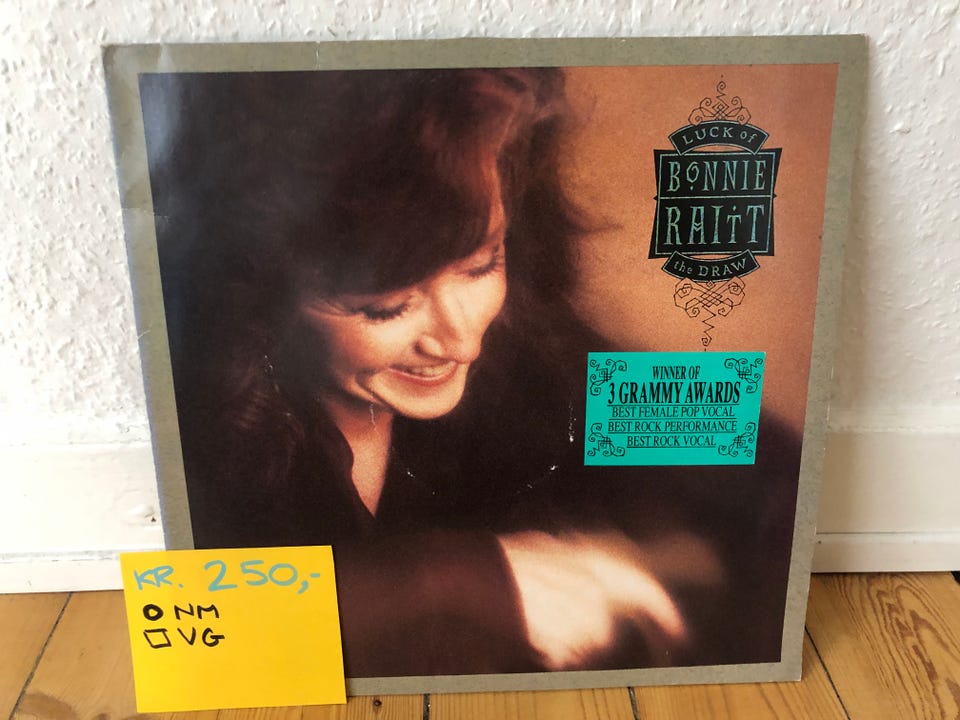 LUCK of
BONNIE
RAITT
the DRAW
WINNER OF
3 GRAMMY AWARDS
BEST FEMALE POP VOCAL
BEST ROCK PERFORMANCE
BEST ROCK VOCAL
KR. 250,-
NM
VG